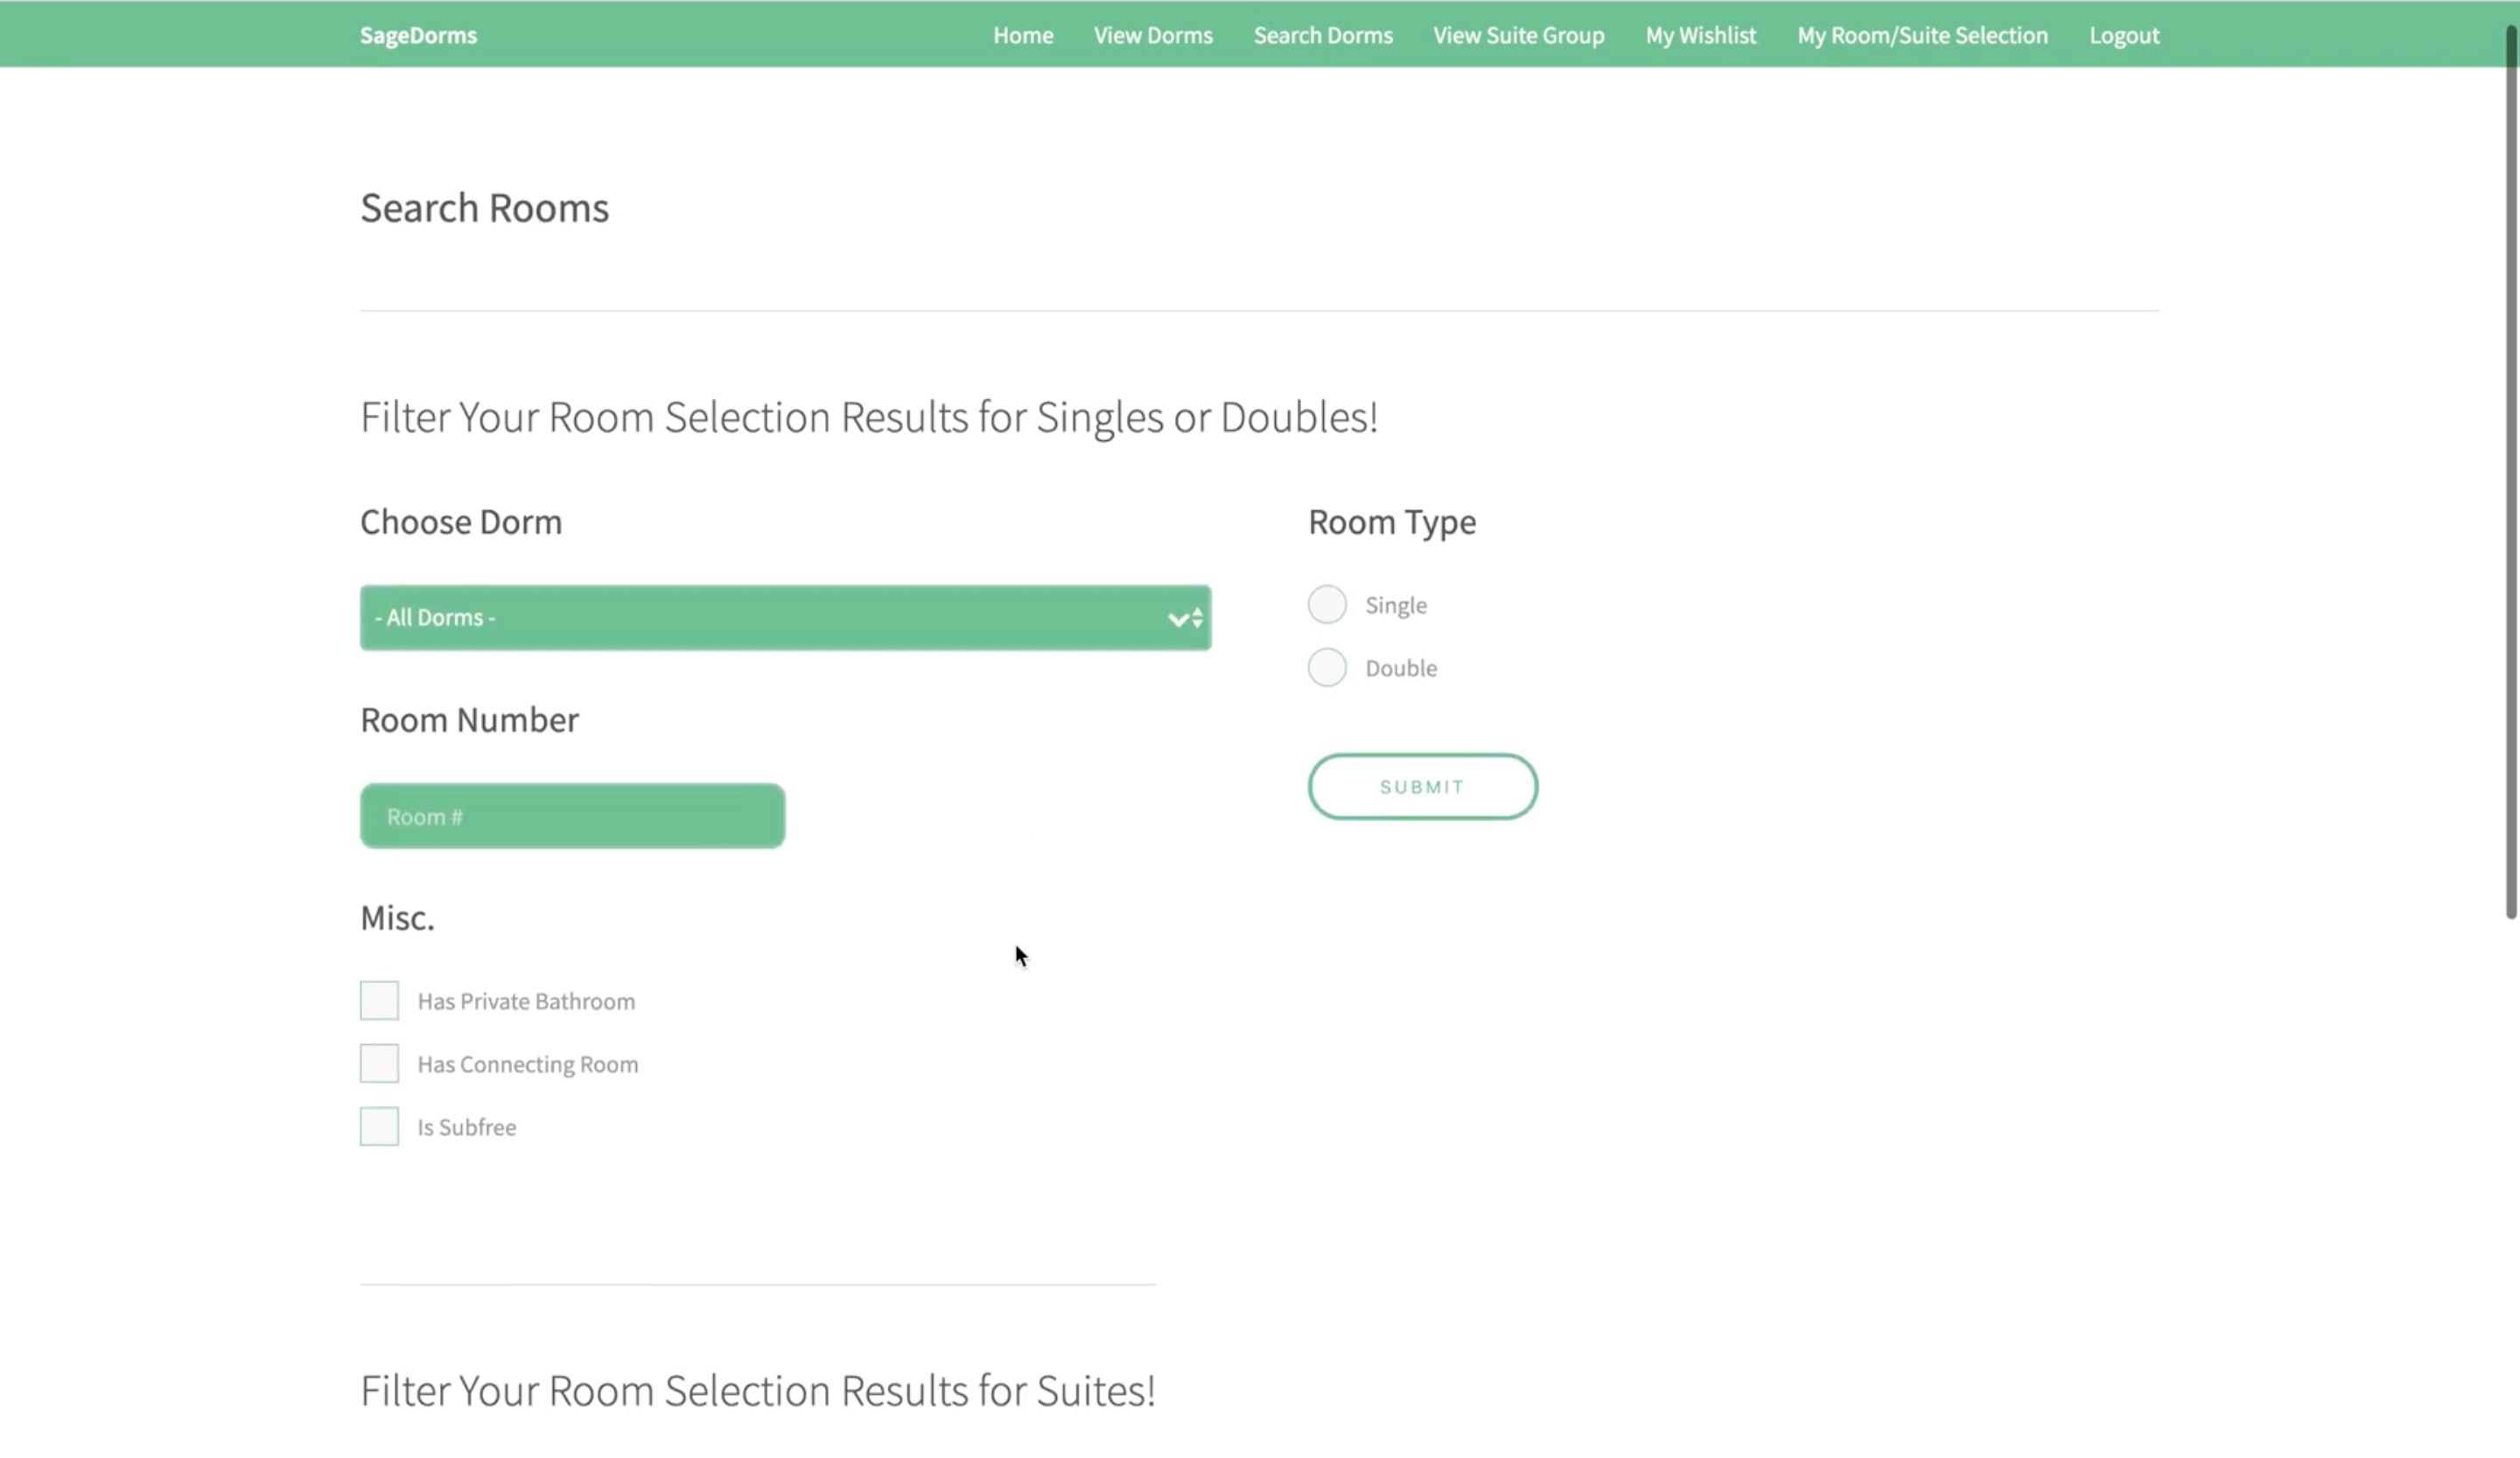 SageDorms Home View Dorms Search Dorms View Suite Group My Wishlist My Room/Suite Selection Logout
Search Rooms
Filter Your Room Selection Results for Singles or Doubles!
Choose Dorm
- All Dorms -
Room Number
Room #
Misc.
Has Private Bathroom
Has Connecting Room
Is Subfree
Room Type
Single
Double
SUBMIT
Filter Your Room Selection Results for Suites!